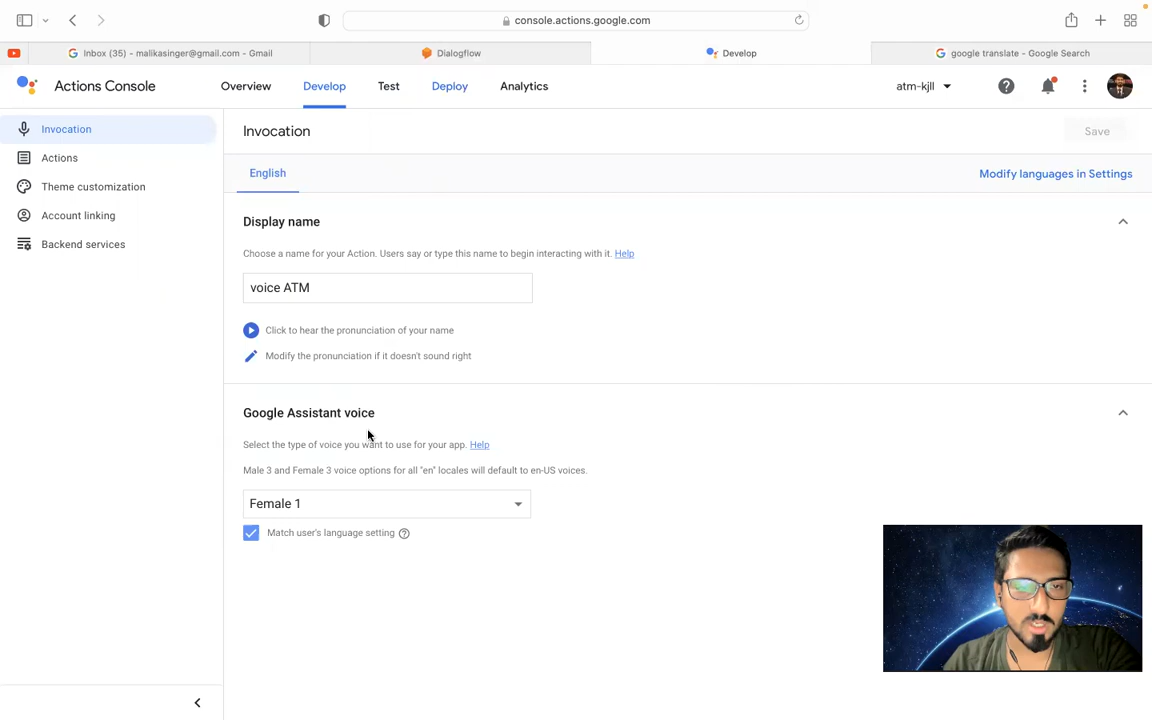 console.actions.google.com
Inbox (35) - malikasinger@gmail.com - Gmail
Dialogflow
Develop
google translate - Google Search
Actions Console
Overview
Develop
Test
Deploy
Analytics
atm-kjll
Invocation
Actions
Theme customization
Account linking
Backend services
Invocation
Save
English
Modify languages in Settings
Display name
Choose a name for your Action. Users say or type this name to begin interacting with it. Help
voice ATM
Click to hear the pronunciation of your name
Modify the pronunciation if it doesn't sound right
Google Assistant voice
Select the type of voice you want to use for your app. Help
Male 3 and Female 3 voice options for all "en" locales will default to en-US voices.
Female 1
Match user's language setting